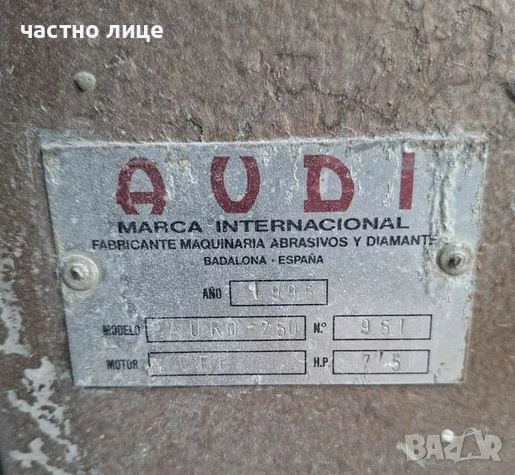 частно лице
AUDI
MARCA INTERNACIONAL
FABRICANTE MAQUINARIA ABRASIVOS Y DIAMANTE
BADALONA - ESPAÑA
AÑO 1995
MODELO AURO-250 Nº 951
MOTOR H.P. 7'5
BAZAR